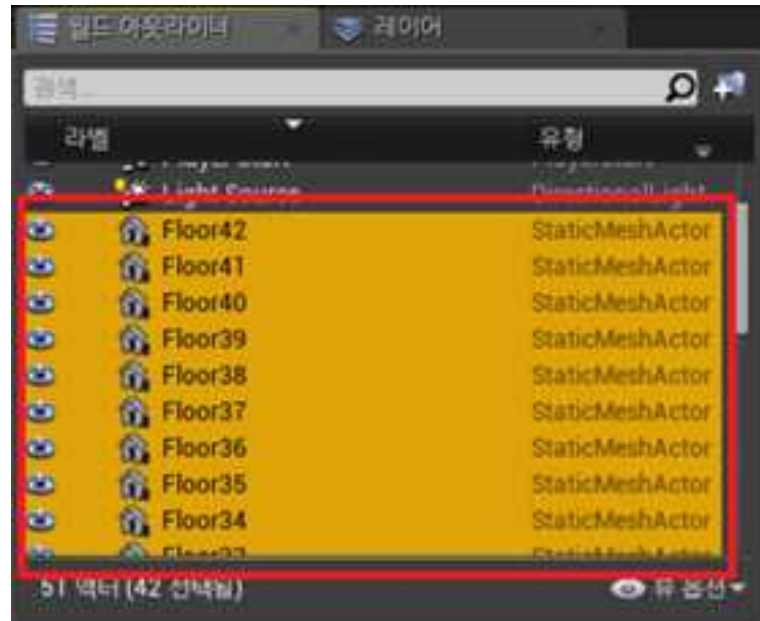 월드 아웃라이너 레이어
검색...
라벨 유형
Light Source DirectionalLight
Floor42 StaticMeshActor
Floor41 StaticMeshActor
Floor40 StaticMeshActor
Floor39 StaticMeshActor
Floor38 StaticMeshActor
Floor37 StaticMeshActor
Floor36 StaticMeshActor
Floor35 StaticMeshActor
Floor34 StaticMeshActor
51 액터 (42 선택됨) 뷰 옵션